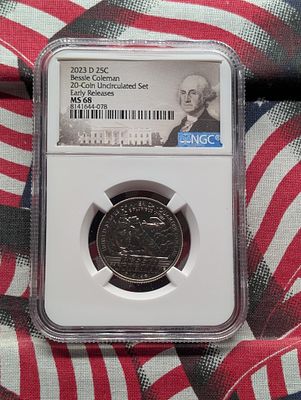 2023 D 25C
Bessie Coleman
20-Coin Uncirculated Set
Early Releases
MS 68
8141644-078
NGC